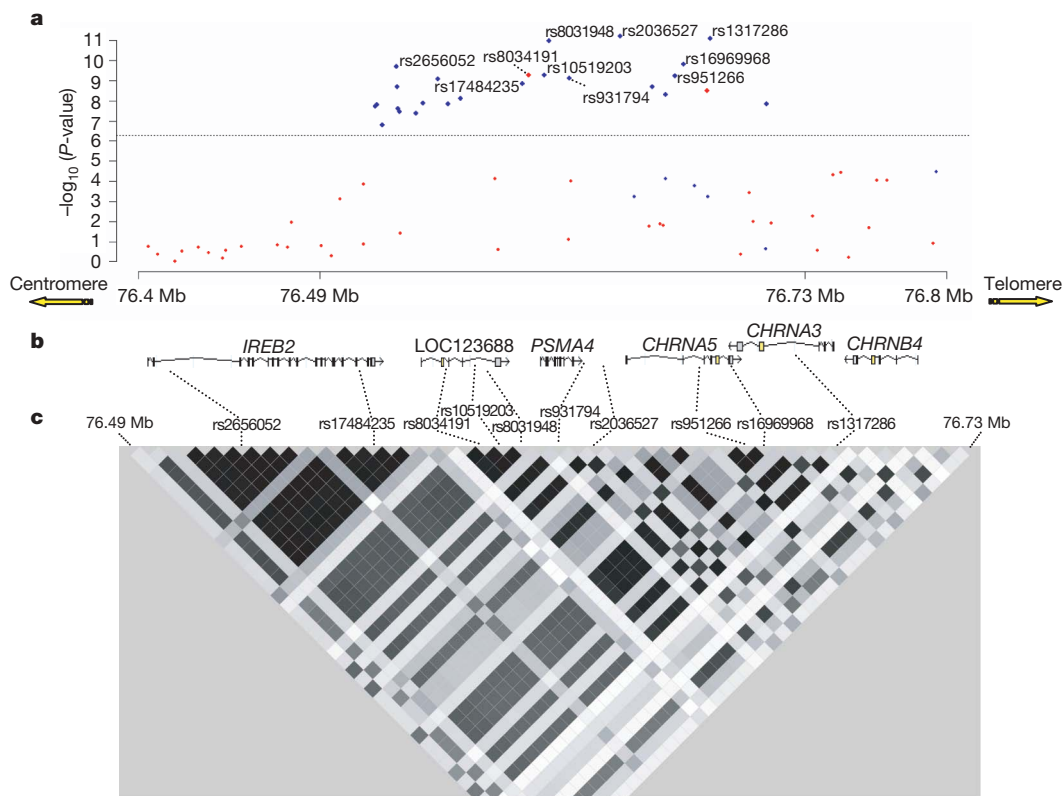 a
rs8031948 rs2036527 rs1317286
rs2656052 rs8034191 rs10519203 rs16969968
rs17484235 rs931794 rs951266
–log10 (P-value)
11
10
9
8
7
6
5
4
3
2
1
0
Centromere Telomere
76.4 Mb 76.49 Mb 76.73 Mb 76.8 Mb
b
IREB2 LOC123688 PSMA4 CHRNA5 CHRNA3 CHRNB4
c
76.49 Mb rs2656052 rs17484235 rs8034191 rs10519203 rs8031948 rs931794 rs2036527 rs951266 rs16969968 rs1317286 76.73 Mb